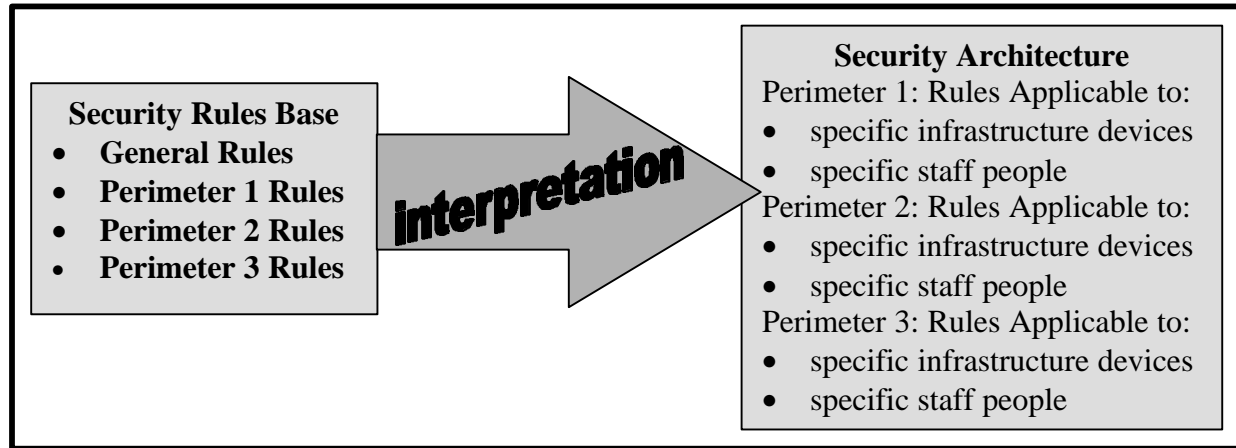 Security Rules Base
• General Rules
• Perimeter 1 Rules
• Perimeter 2 Rules
• Perimeter 3 Rules
interpretation
Security Architecture
Perimeter 1: Rules Applicable to:
• specific infrastructure devices
• specific staff people
Perimeter 2: Rules Applicable to:
• specific infrastructure devices
• specific staff people
Perimeter 3: Rules Applicable to:
• specific infrastructure devices
• specific staff people